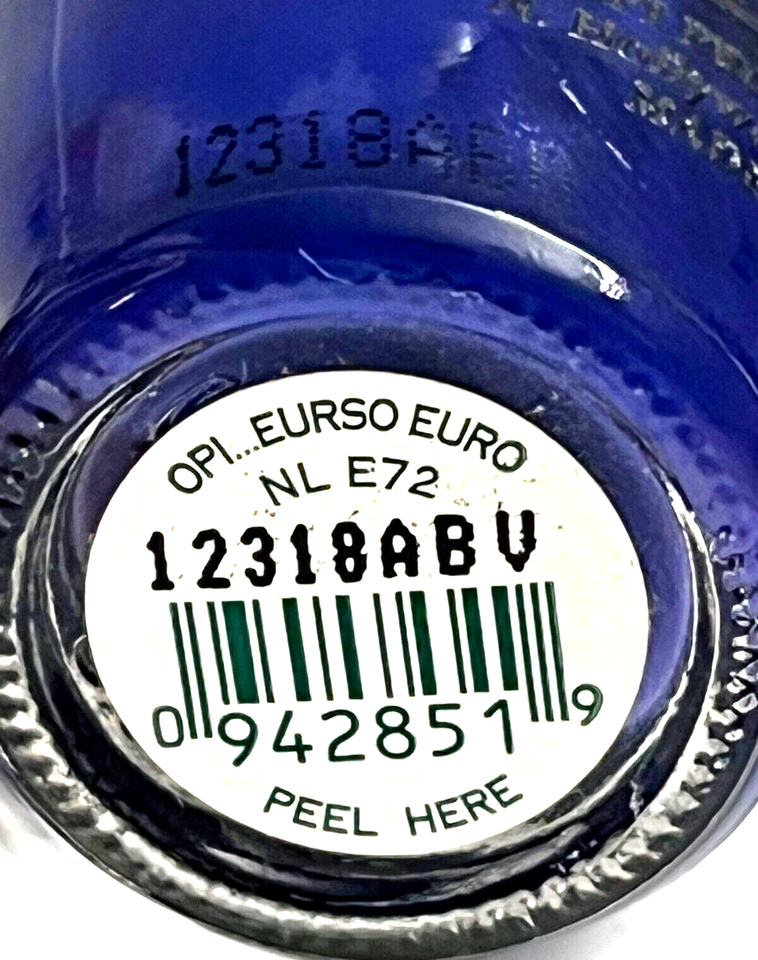 12318A
OPI...EURSO EURO
NL E72
12318ABV
0 942851 9
PEEL HERE